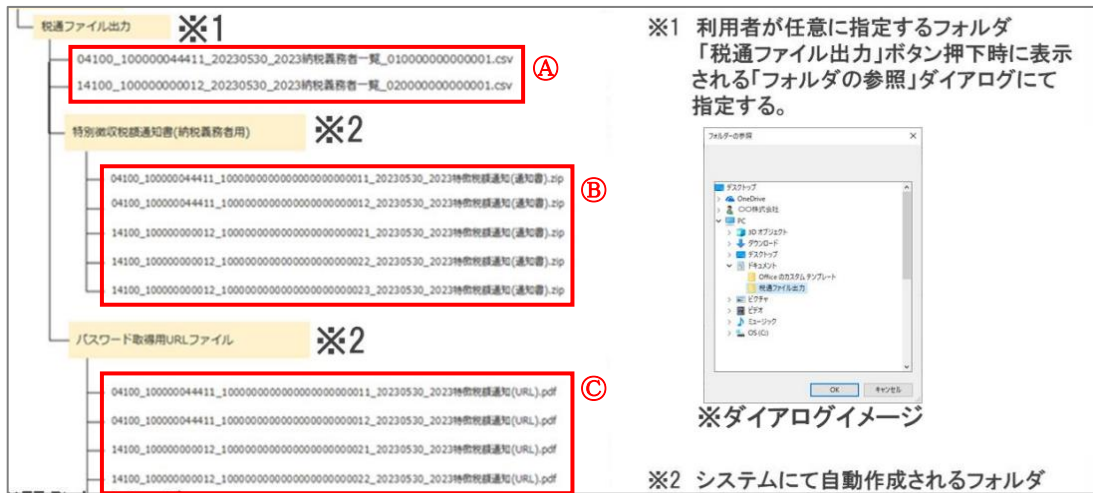 税通ファイル出力 ※1
04100_100000044411_20230530_2023納税義務者一覧_010000000000001.csv
14100_100000000012_20230530_2023納税義務者一覧_020000000000001.csv
Ⓐ
特別徴収税額通知書(納税義務者用) ※2
04100_100000044411_1000000000000000000000011_20230530_2023特徴税額通知(通知書).zip
04100_100000044411_1000000000000000000000012_20230530_2023特徴税額通知(通知書).zip
14100_100000000012_1000000000000000000000021_20230530_2023特徴税額通知(通知書).zip
14100_100000000012_1000000000000000000000022_20230530_2023特徴税額通知(通知書).zip
14100_100000000012_1000000000000000000000023_20230530_2023特徴税額通知(通知書).zip
Ⓑ
パスワード取得用URLファイル ※2
04100_100000044411_1000000000000000000000011_20230530_2023特徴税額通知(URL).pdf
04100_100000044411_1000000000000000000000012_20230530_2023特徴税額通知(URL).pdf
14100_100000000012_1000000000000000000000021_20230530_2023特徴税額通知(URL).pdf
14100_100000000012_1000000000000000000000022_20230530_2023特徴税額通知(URL).pdf
Ⓒ
※1 利用者が任意に指定するフォルダ
「税通ファイル出力」ボタン押下時に表示
される「フォルダの参照」ダイアログにて
指定する。
フォルダーの参照
デスクトップ
OneDrive
〇〇株式会社
PC
3D オブジェクト
ダウンロード
デスクトップ
ドキュメント
Office のカスタム テンプレート
税通ファイル出力
ピクチャ
ビデオ
ミュージック
OS (C:)
OK キャンセル
※ダイアログイメージ
※2 システムにて自動作成されるフォルダ